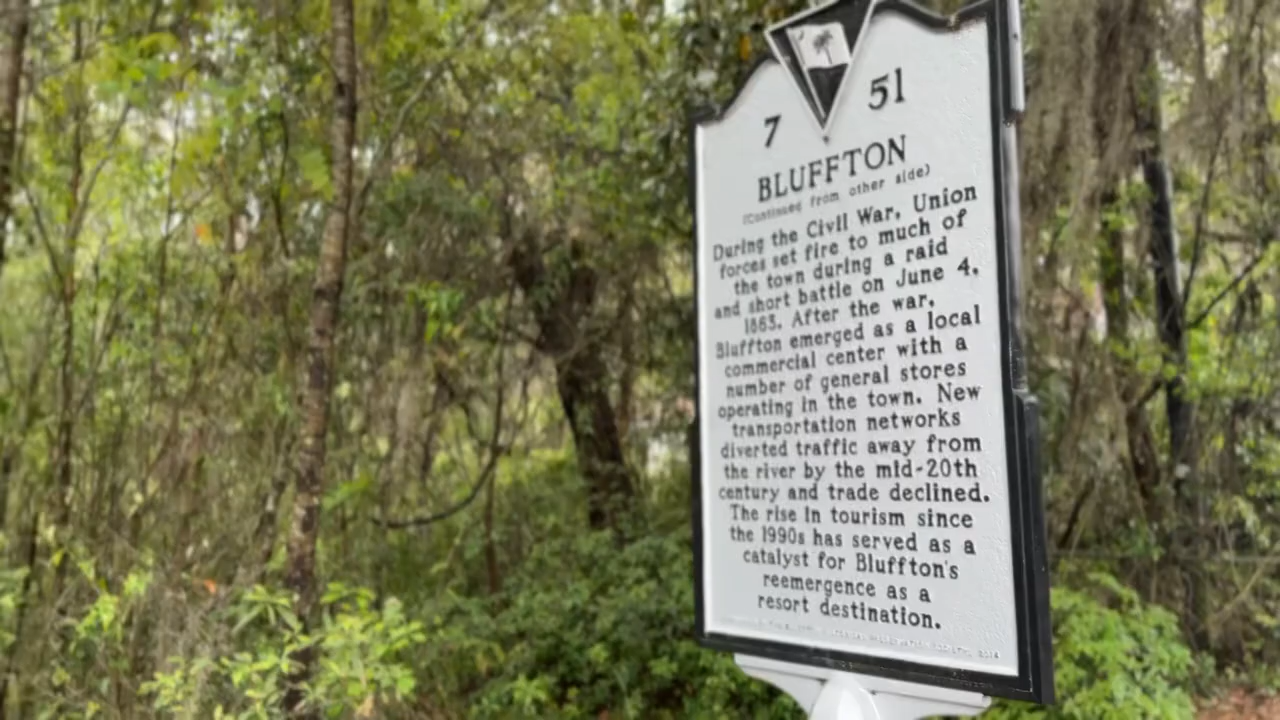 7 51
BLUFFTON
(Continued from other side)
During the Civil War, Union
forces set fire to much of
the town during a raid
and short battle on June 4,
1863. After the war,
Bluffton emerged as a local
commercial center with a
number of general stores
operating in the town. New
transportation networks
diverted traffic away from
the river by the mid-20th
century and trade declined.
The rise in tourism since
the 1990s has served as a
catalyst for Bluffton's
reemergence as a
resort destination.